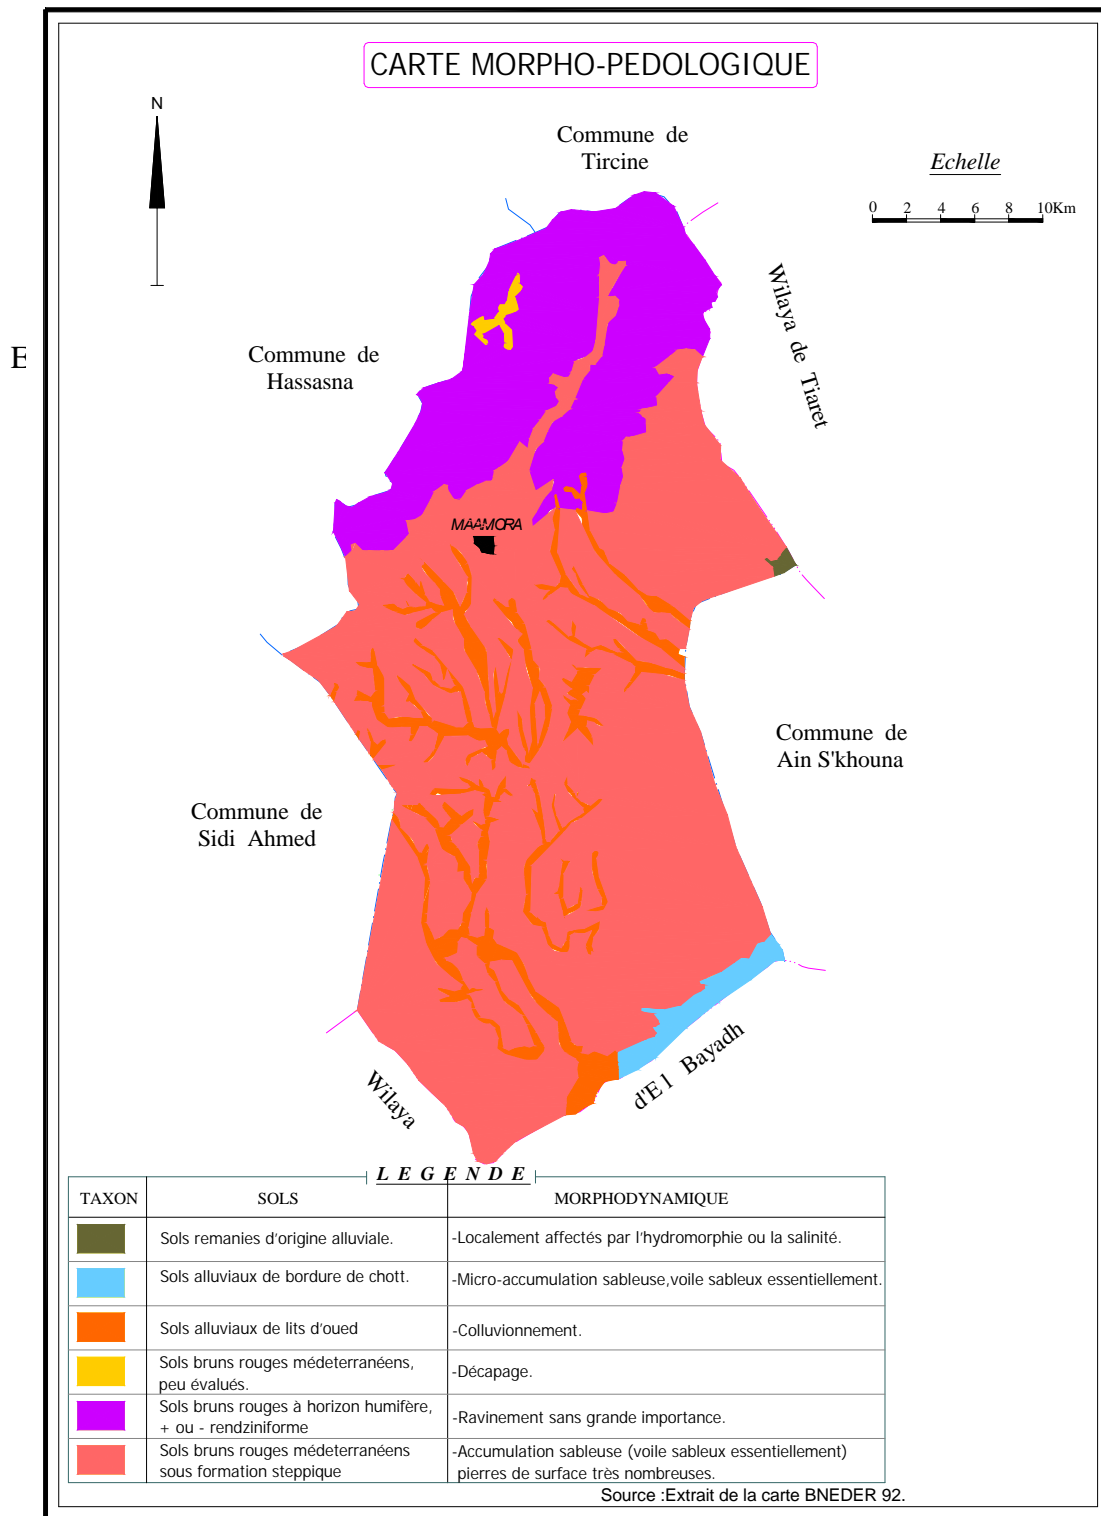 CARTE MORPHO-PEDOLOGIQUE
N
Commune de
Tircine
Echelle
0 2 4 6 8 10Km
Wilaya de Tiaret
E
Commune de
Hassasna
MAAMORA
Commune de
Ain S'khouna
Commune de
Sidi Ahmed
Wilaya
d'El Bayadh
LEGENDE
TAXON SOLS MORPHODYNAMIQUE
Sols remanies d'origine alluviale. -Localement affectés par l'hydromorphie ou la salinité.
Sols alluviaux de bordure de chott. -Micro-accumulation sableuse,voile sableux essentiellement.
Sols alluviaux de lits d'oued -Colluvionnement.
Sols bruns rouges médeterranéens,
peu évalués.
-Décapage.
Sols bruns rouges à horizon humifère,
+ ou - rendziniforme
-Ravinement sans grande importance.
Sols bruns rouges médeterranéens
sous formation steppique
-Accumulation sableuse (voile sableux essentiellement)
pierres de surface très nombreuses.
Source :Extrait de la carte BNEDER 92.